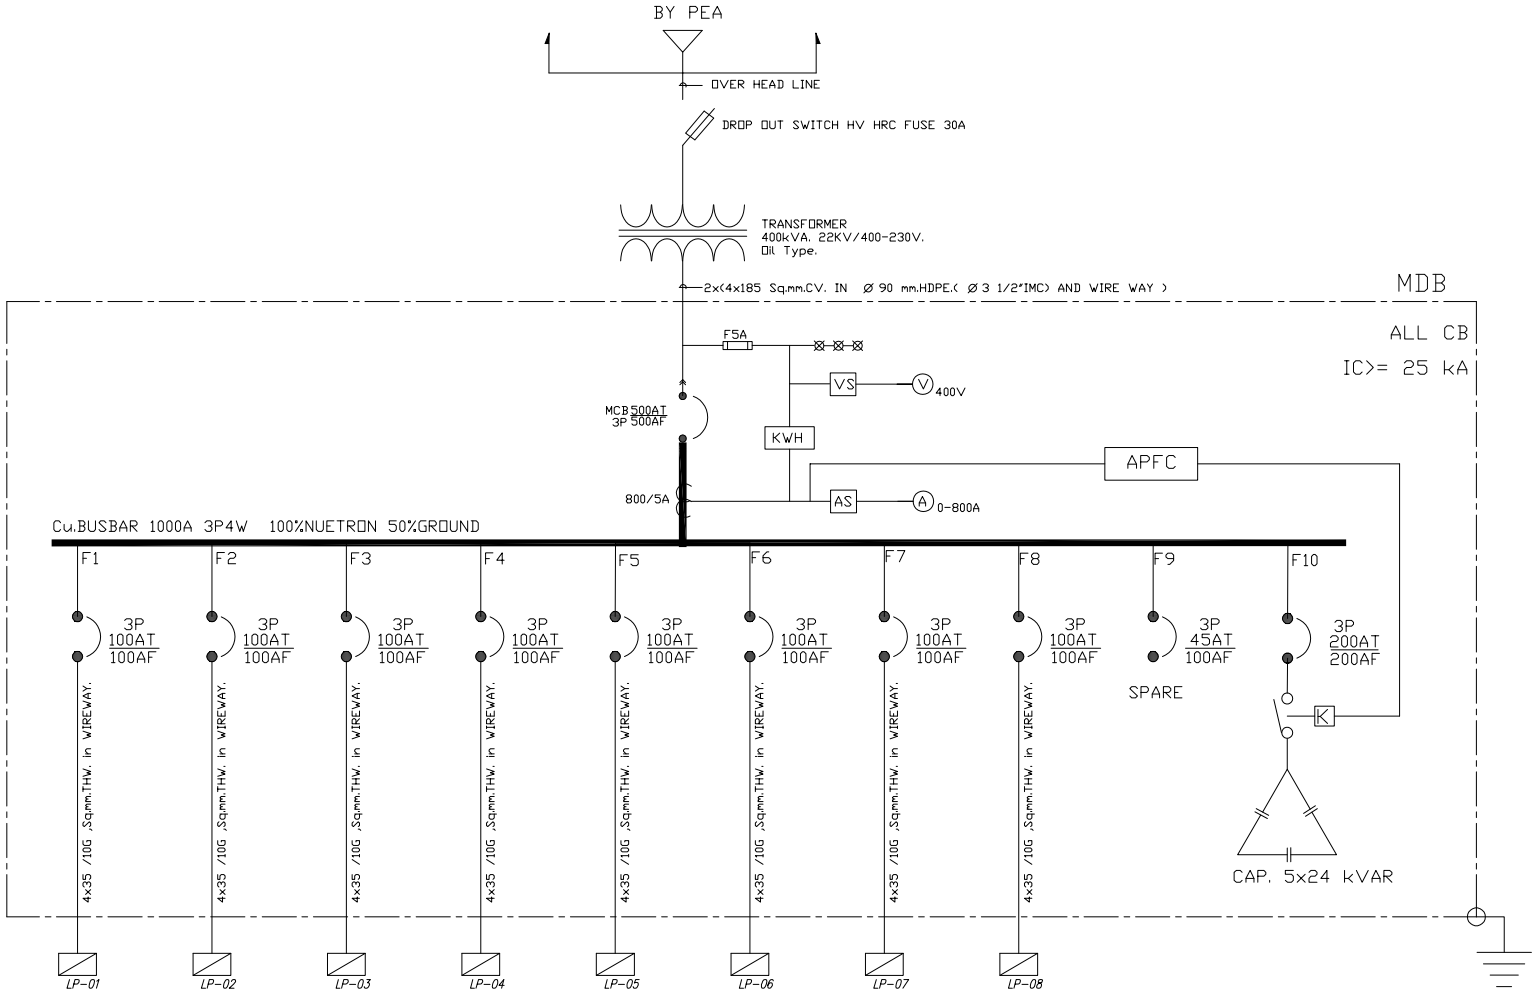 BY PEA
OVER HEAD LINE
DROP OUT SWITCH HV HRC FUSE 30A
TRANSFORMER
400kVA. 22KV/400-230V.
Oil Type.
2x(4x185 Sq.mm.CV. IN Ø 90 mm.HDPE.( Ø 3 1/2"IMC) AND WIRE WAY )
MDB
ALL CB
IC>= 25 kA
F5A
VS
V
400V
MCB 500AT
3P 500AF
KWH
APFC
800/5A
AS
A
0-800A
Cu.BUSBAR 1000A 3P4W 100%NUETRON 50%GROUND
F1
F2
F3
F4
F5
F6
F7
F8
F9
F10
3P
100AT
100AF
3P
100AT
100AF
3P
100AT
100AF
3P
100AT
100AF
3P
100AT
100AF
3P
100AT
100AF
3P
100AT
100AF
3P
100AT
100AF
3P
45AT
100AF
SPARE
3P
200AT
200AF
K
4x35 /10G ,Sq.mm.THW. in WIREWAY.
4x35 /10G ,Sq.mm.THW. in WIREWAY.
4x35 /10G ,Sq.mm.THW. in WIREWAY.
4x35 /10G ,Sq.mm.THW. in WIREWAY.
4x35 /10G ,Sq.mm.THW. in WIREWAY.
4x35 /10G ,Sq.mm.THW. in WIREWAY.
4x35 /10G ,Sq.mm.THW. in WIREWAY.
4x35 /10G ,Sq.mm.THW. in WIREWAY.
CAP. 5x24 kVAR
LP-01
LP-02
LP-03
LP-04
LP-05
LP-06
LP-07
LP-08